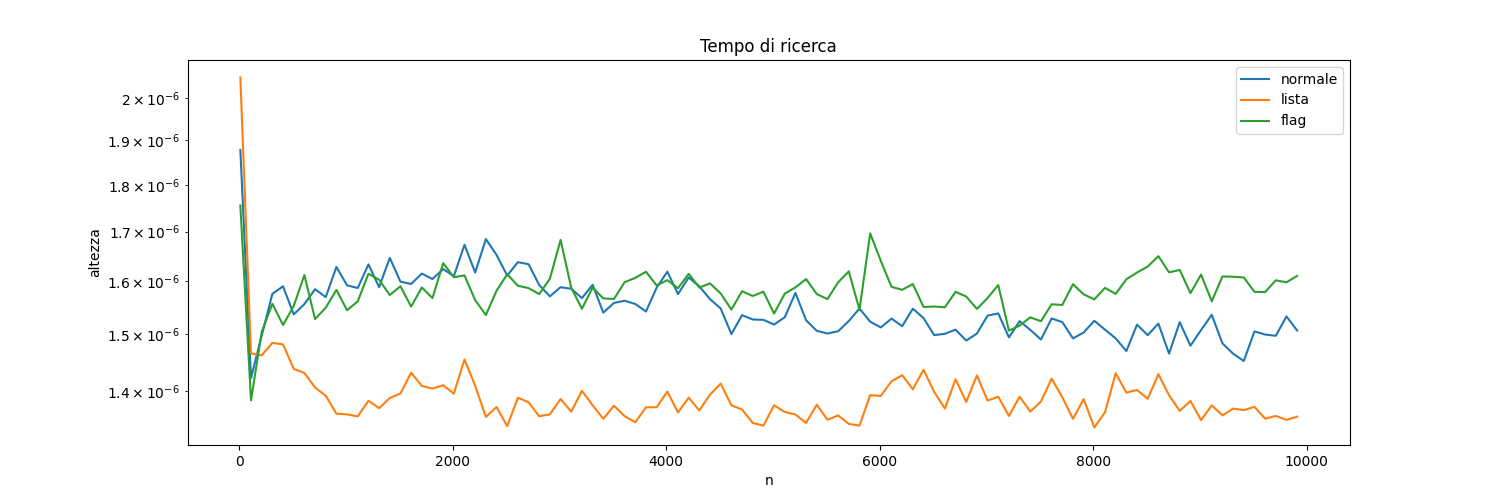 Tempo di ricerca
normale
lista
flag
2 × 10⁻⁶
1.9 × 10⁻⁶
1.8 × 10⁻⁶
1.7 × 10⁻⁶
1.6 × 10⁻⁶
1.5 × 10⁻⁶
1.4 × 10⁻⁶
altezza
0 2000 4000 6000 8000 10000
n